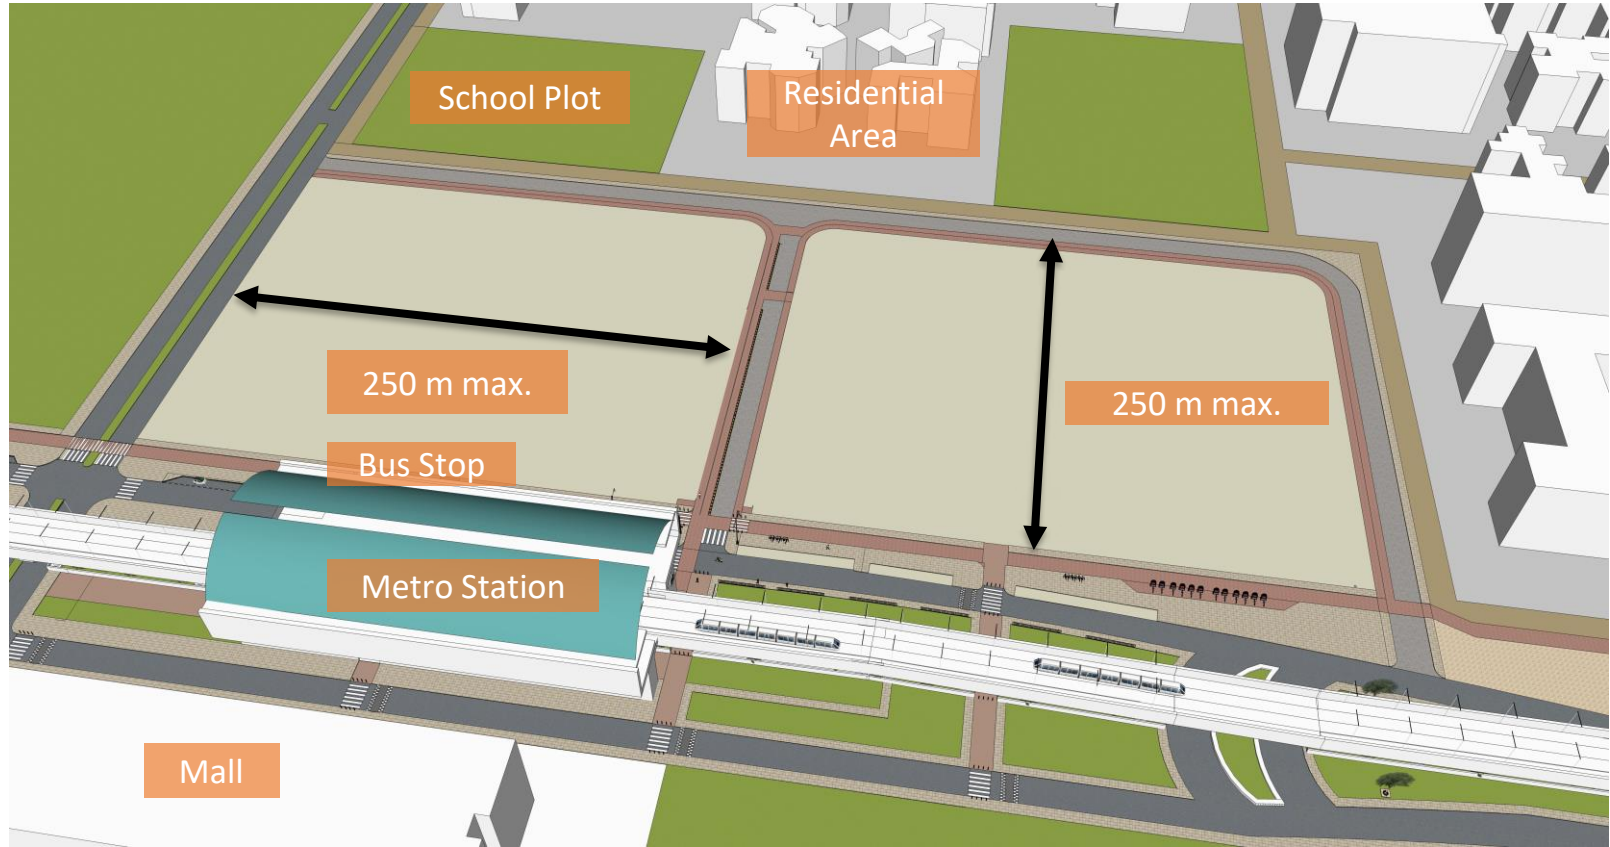 School Plot
Residential
Area
250 m max.
250 m max.
Bus Stop
Metro Station
Mall